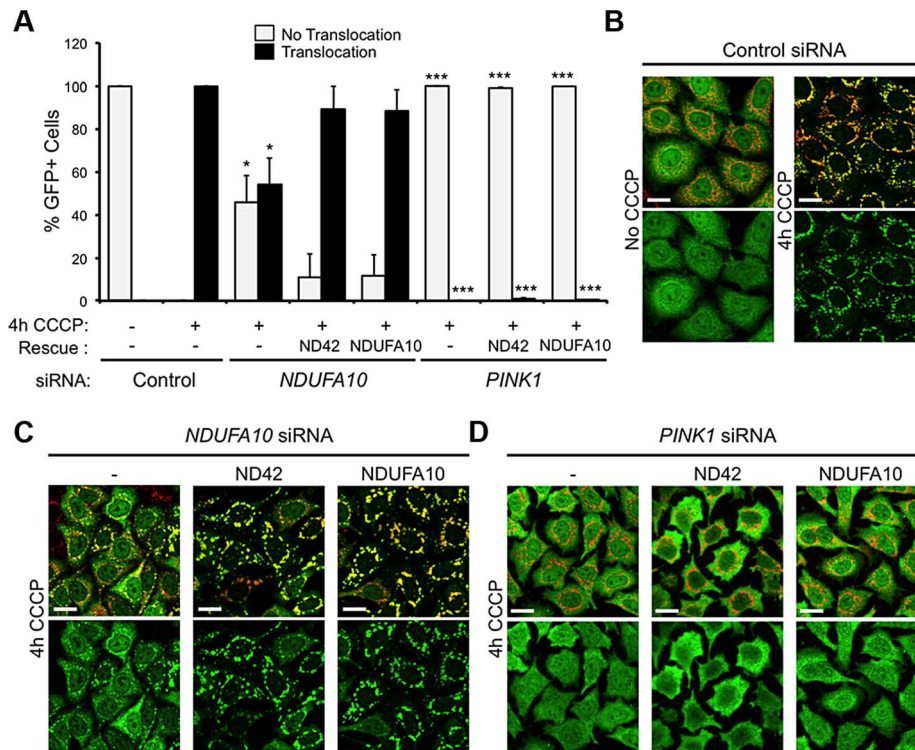 A
No Translocation
Translocation
120
100
80
60
40
20
0
% GFP+ Cells
* * *** *** *** *** *** ***
4h CCCP: - + + + + + + +
Rescue : - ND42 NDUFA10 - ND42 NDUFA10
siRNA: Control NDUFA10 PINK1
B
Control siRNA
No CCCP
4h CCCP
C
NDUFA10 siRNA
- ND42 NDUFA10
4h CCCP
D
PINK1 siRNA
- ND42 NDUFA10
4h CCCP